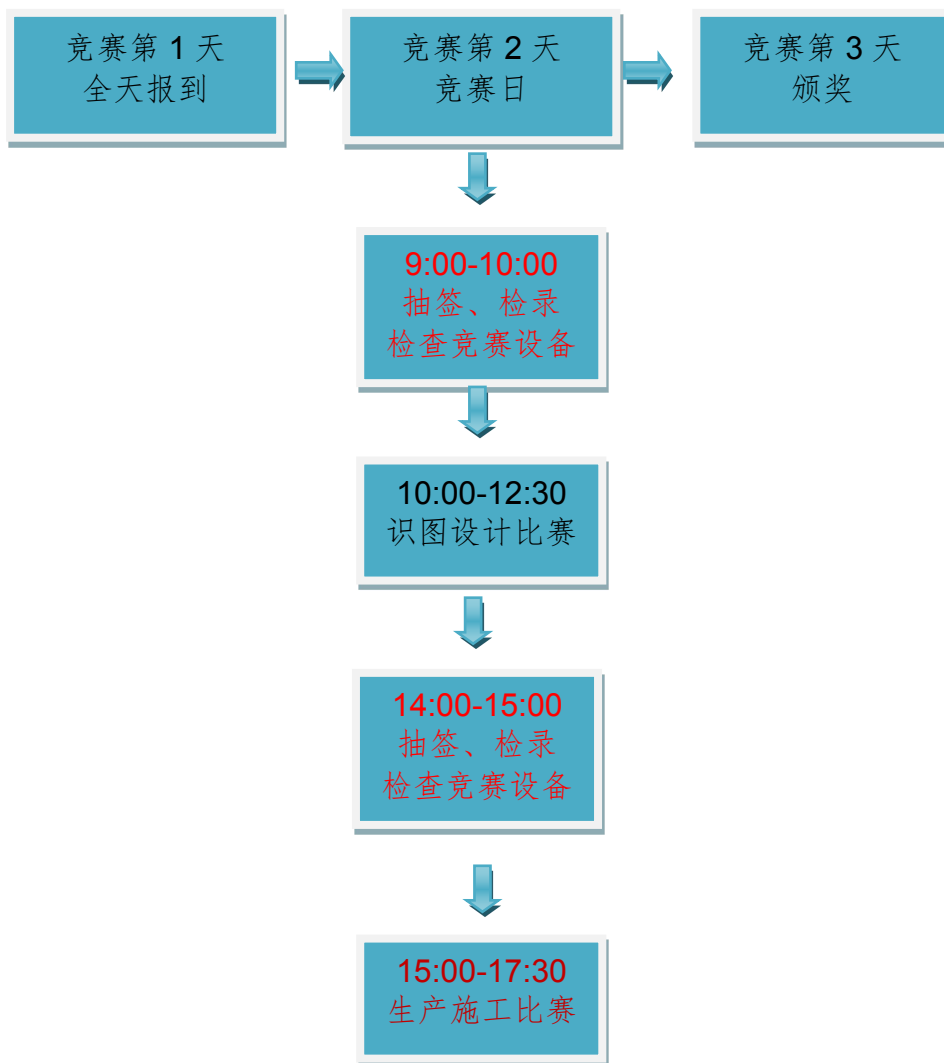 竞赛第 1 天
全天报到
竞赛第 2 天
竞赛日
竞赛第 3 天
颁奖
9:00-10:00
抽签、检录
检查竞赛设备
10:00-12:30
识图设计比赛
14:00-15:00
抽签、检录
检查竞赛设备
15:00-17:30
生产施工比赛